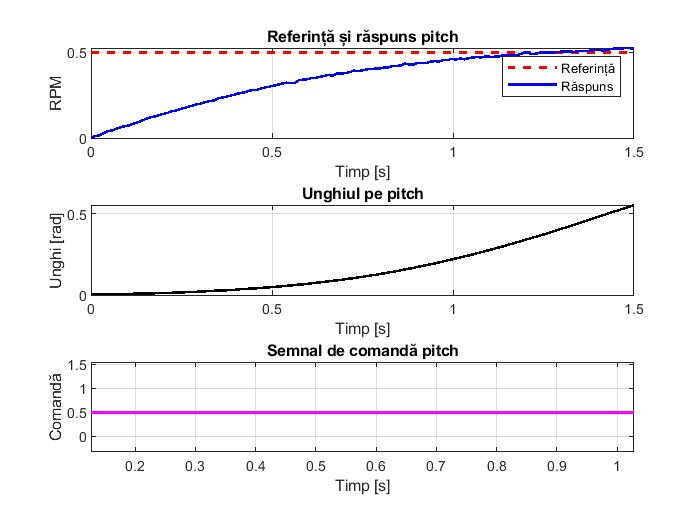 Referință și răspuns pitch
0.5
0
RPM
Referință
Răspuns
0 0.5 1 1.5
Timp [s]
Unghiul pe pitch
0.5
0
Unghi [rad]
0 0.5 1 1.5
Timp [s]
Semnal de comandă pitch
1.5
1
0.5
0
Comandă
0.2 0.3 0.4 0.5 0.6 0.7 0.8 0.9 1
Timp [s]